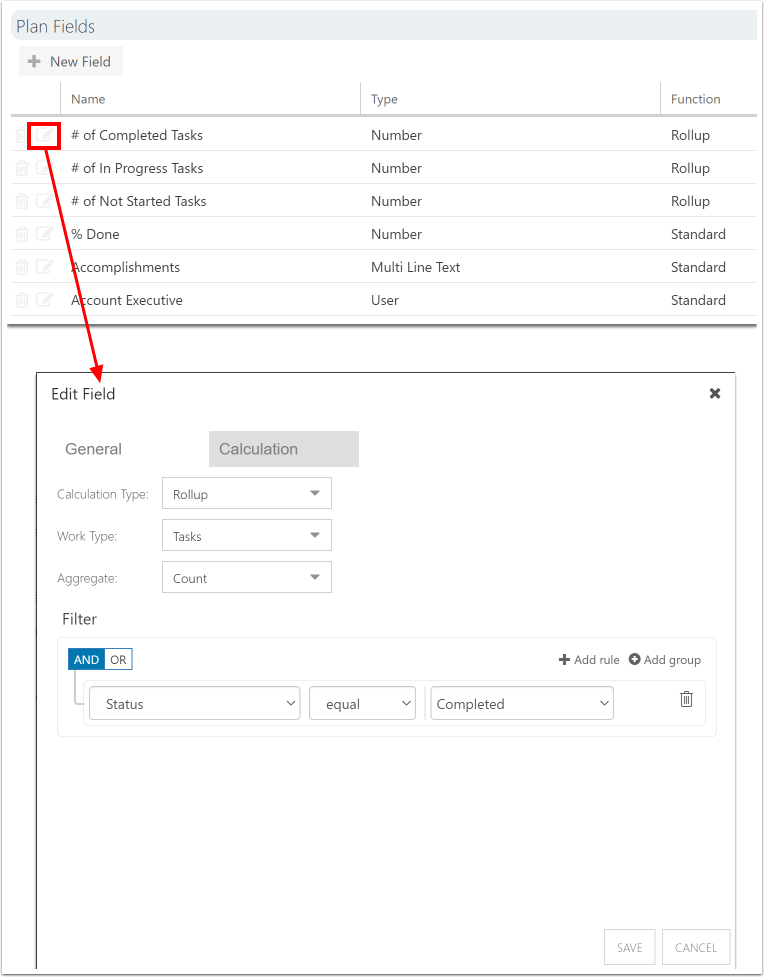 Plan Fields
New Field
Name Type Function
# of Completed Tasks Number Rollup
# of In Progress Tasks Number Rollup
# of Not Started Tasks Number Rollup
% Done Number Standard
Accomplishments Multi Line Text Standard
Account Executive User Standard
Edit Field
General Calculation
Calculation Type: Rollup
Work Type: Tasks
Aggregate: Count
Filter
AND OR Add rule Add group
Status equal Completed
SAVE CANCEL